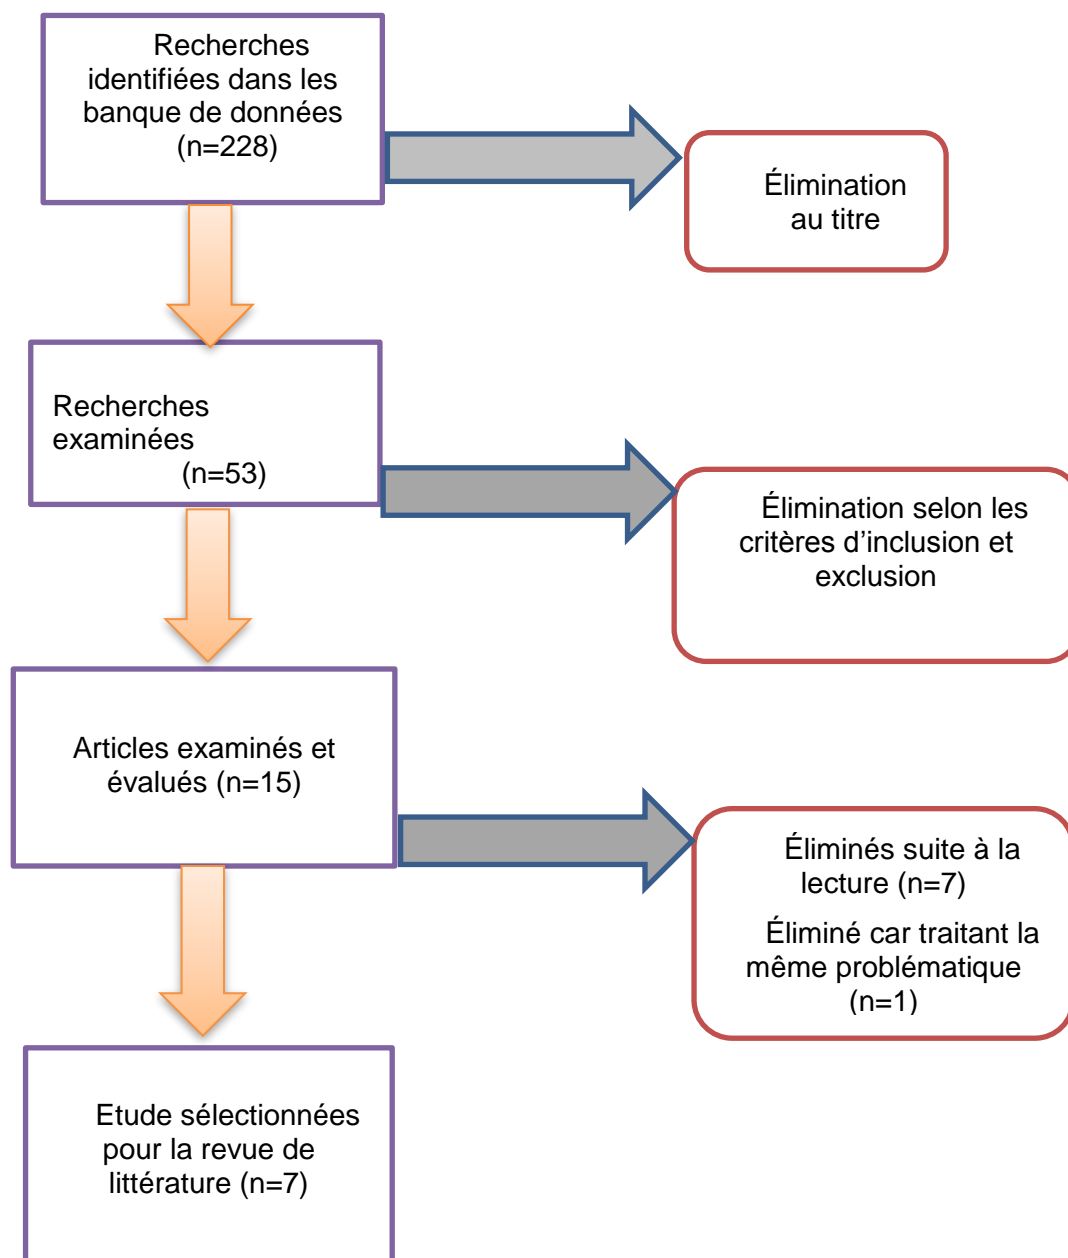 Recherches
identifiées dans les
banque de données
(n=228)
Élimination
au titre
Recherches
examinées
(n=53)
Élimination selon les
critères d’inclusion et
exclusion
Articles examinés et
évalués (n=15)
Éliminés suite à la
lecture (n=7)
Éliminé car traitant la
même problématique
(n=1)
Etude sélectionnées
pour la revue de
littérature (n=7)